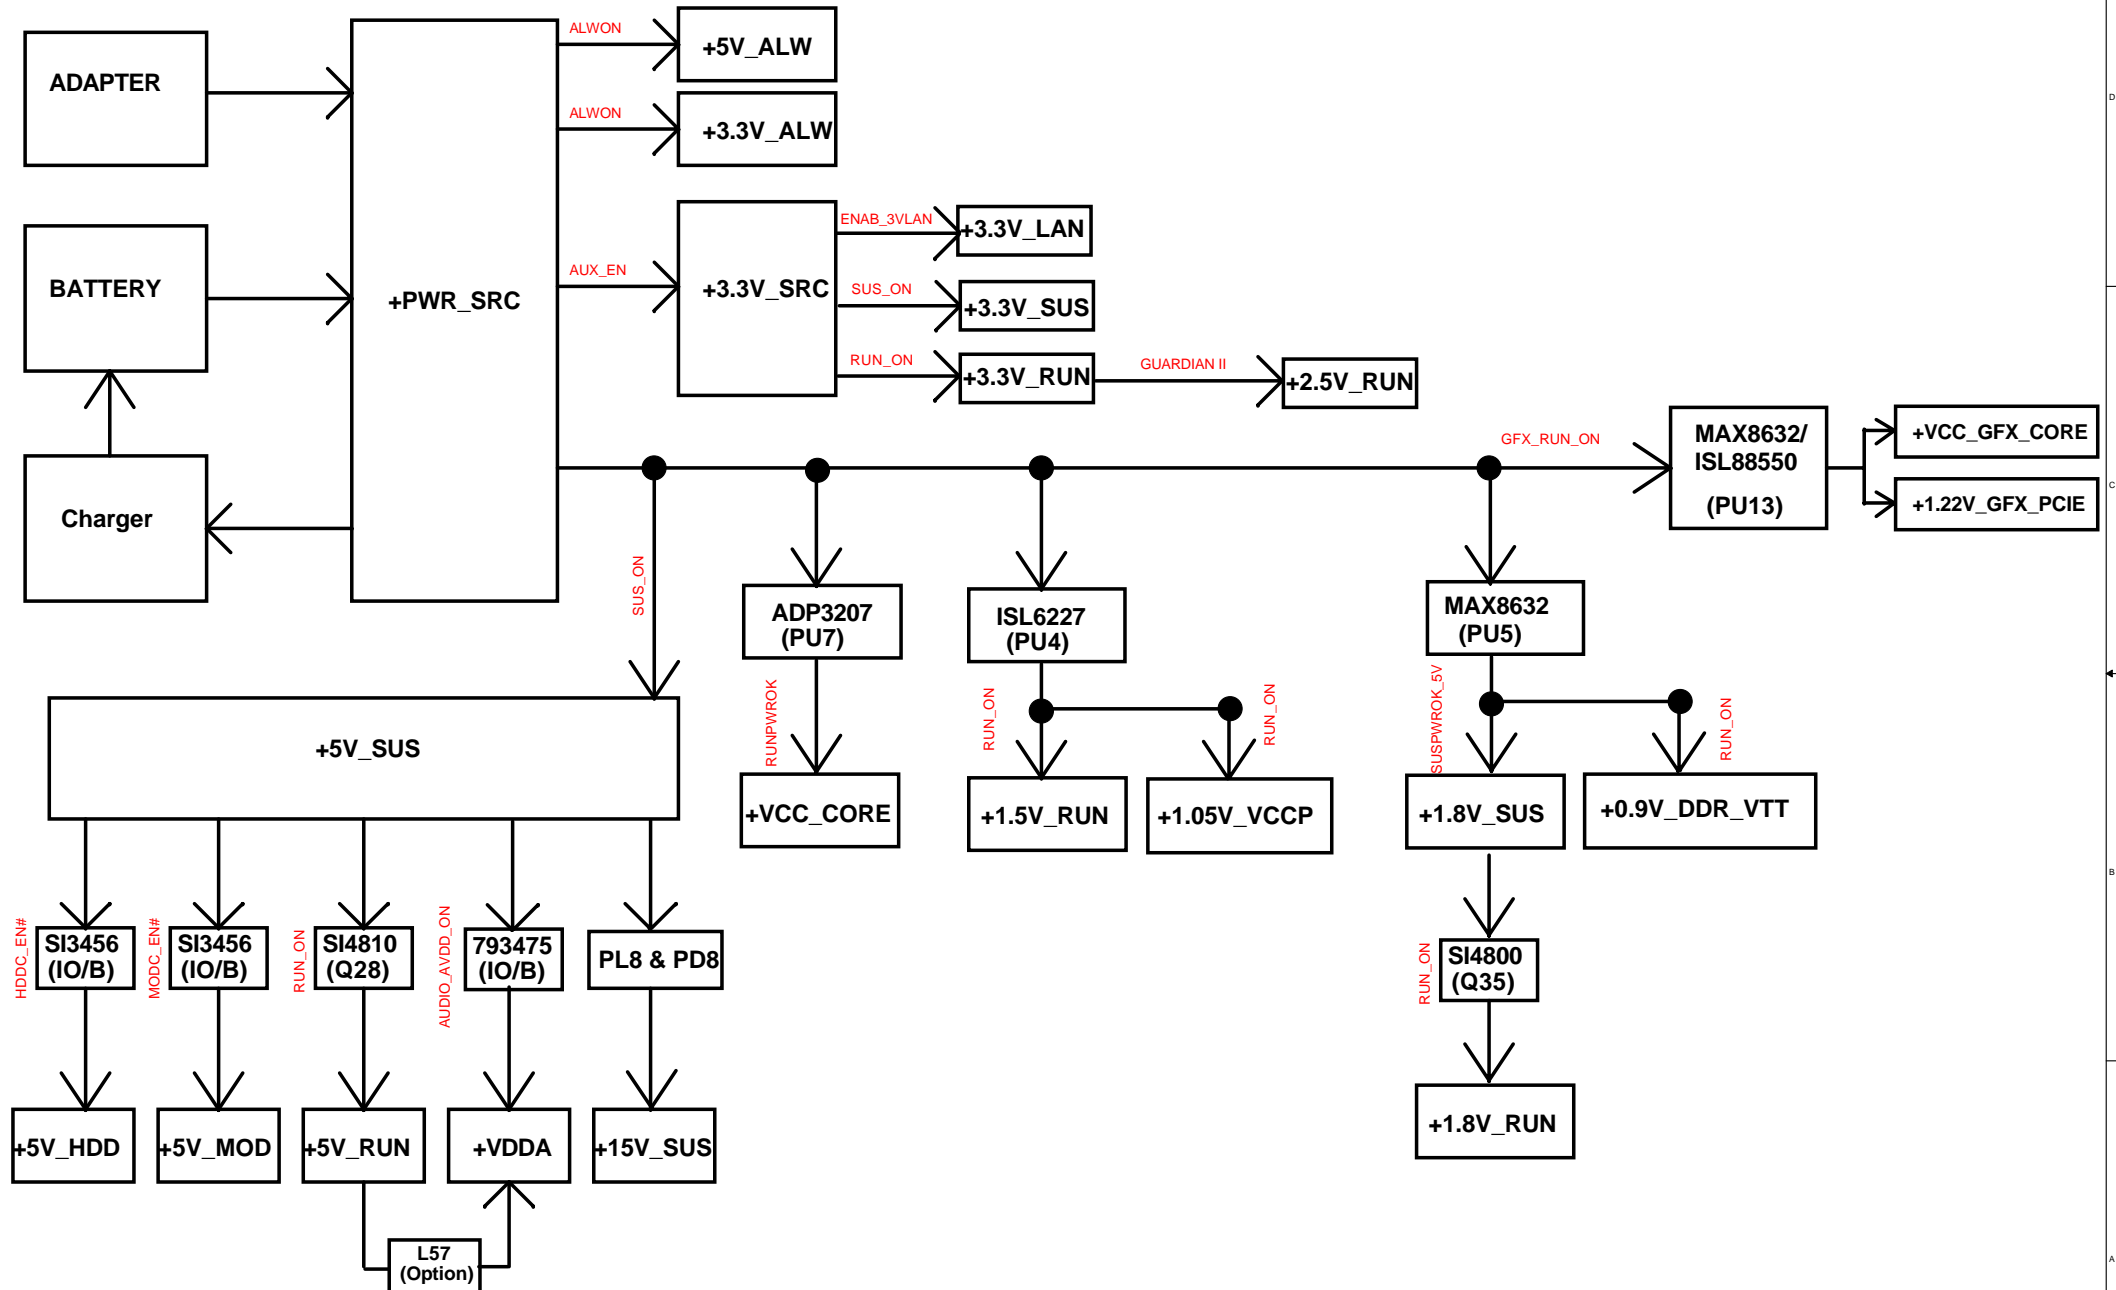 ADAPTER
BATTERY
Charger
+PWR_SRC
ALWON
+5V_ALW
ALWON
+3.3V_ALW
AUX_EN
+3.3V_SRC
ENAB_3VLAN
+3.3V_LAN
SUS_ON
+3.3V_SUS
RUN_ON
+3.3V_RUN
GUARDIAN II
+2.5V_RUN
GFX_RUN_ON
MAX8632/
ISL88550
(PU13)
+VCC_GFX_CORE
+1.22V_GFX_PCIE
SUS_ON
ADP3207
(PU7)
RUNPWROK
+VCC_CORE
ISL6227
(PU4)
RUN_ON
RUN_ON
+1.5V_RUN
+1.05V_VCCP
MAX8632
(PU5)
SUSPWROK_5V
RUN_ON
+1.8V_SUS
+0.9V_DDR_VTT
RUN_ON
SI4800
(Q35)
+1.8V_RUN
+5V_SUS
HDDC_EN#
SI3456
(IO/B)
MODC_EN#
SI3456
(IO/B)
RUN_ON
SI4810
(Q28)
AUDIO_AVDD_ON
793475
(IO/B)
PL8 & PD8
+5V_HDD
+5V_MOD
+5V_RUN
+VDDA
+15V_SUS
L57
(Option)
D
C
B
A